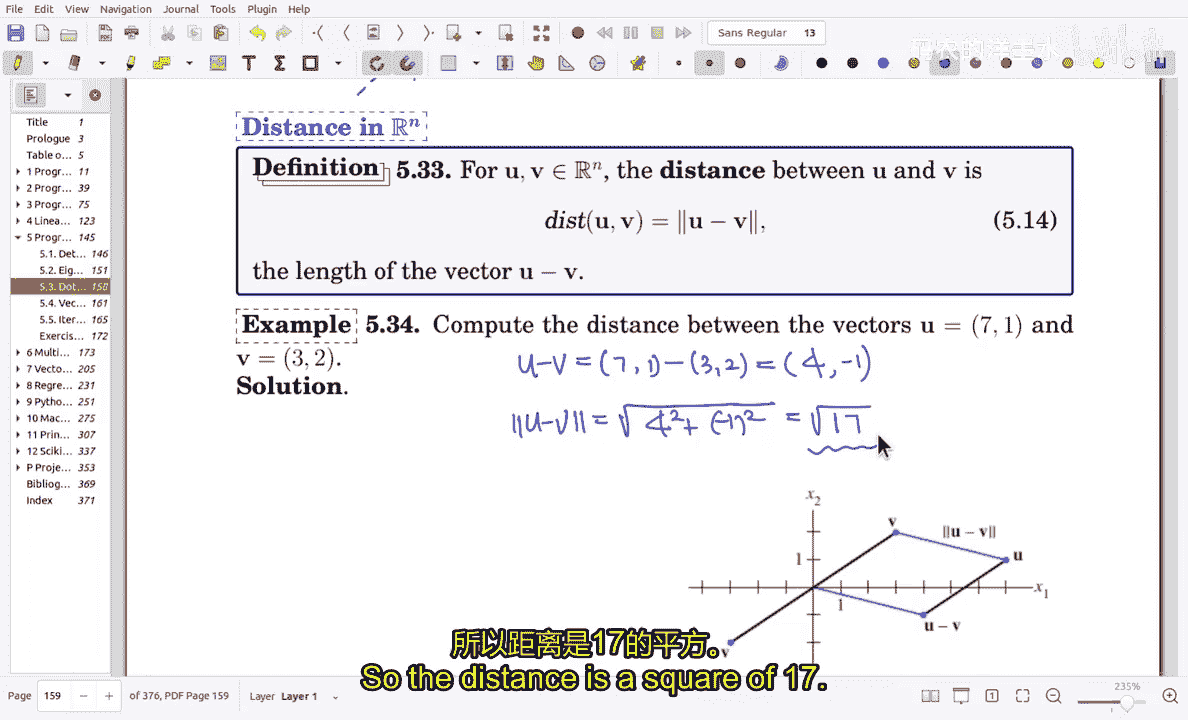 File Edit View Navigation Journal Tools Plugin Help
Sans Regular 13
Title 1
Prologue 3
Table o... 5
1 Progr... 11
2 Progr... 39
3 Progr... 75
4 Linea... 123
5 Progr... 145
5.1. Det... 146
5.2. Eig... 151
5.3. Dot... 158
5.4. Vec... 161
5.5. Iter... 165
Exercis... 172
6 Multi... 173
7 Vecto... 205
8 Regre... 231
9 Pytho... 251
10 Mac... 275
11 Prin... 307
12 Sciki... 337
P Proje... 353
Bibliog... 369
Index 371
Distance in ℝⁿ
Definition 5.33. For u, v ∈ ℝⁿ, the distance between u and v is
dist(u, v) = ‖u − v‖, (5.14)
the length of the vector u − v.
Example 5.34. Compute the distance between the vectors u = (7, 1) and
v = (3, 2).
Solution.
u-v = (7, 1) - (3, 2) = (4, -1)
||u-v|| = √4²+(-1)² = √17
x₂
v
‖u − v‖
u
1
x₁
1
u − v
v
所以距离是17的平方。
So the distance is a square of 17.
Page 159 of 376, PDF Page 159 Layer Layer 1 235%